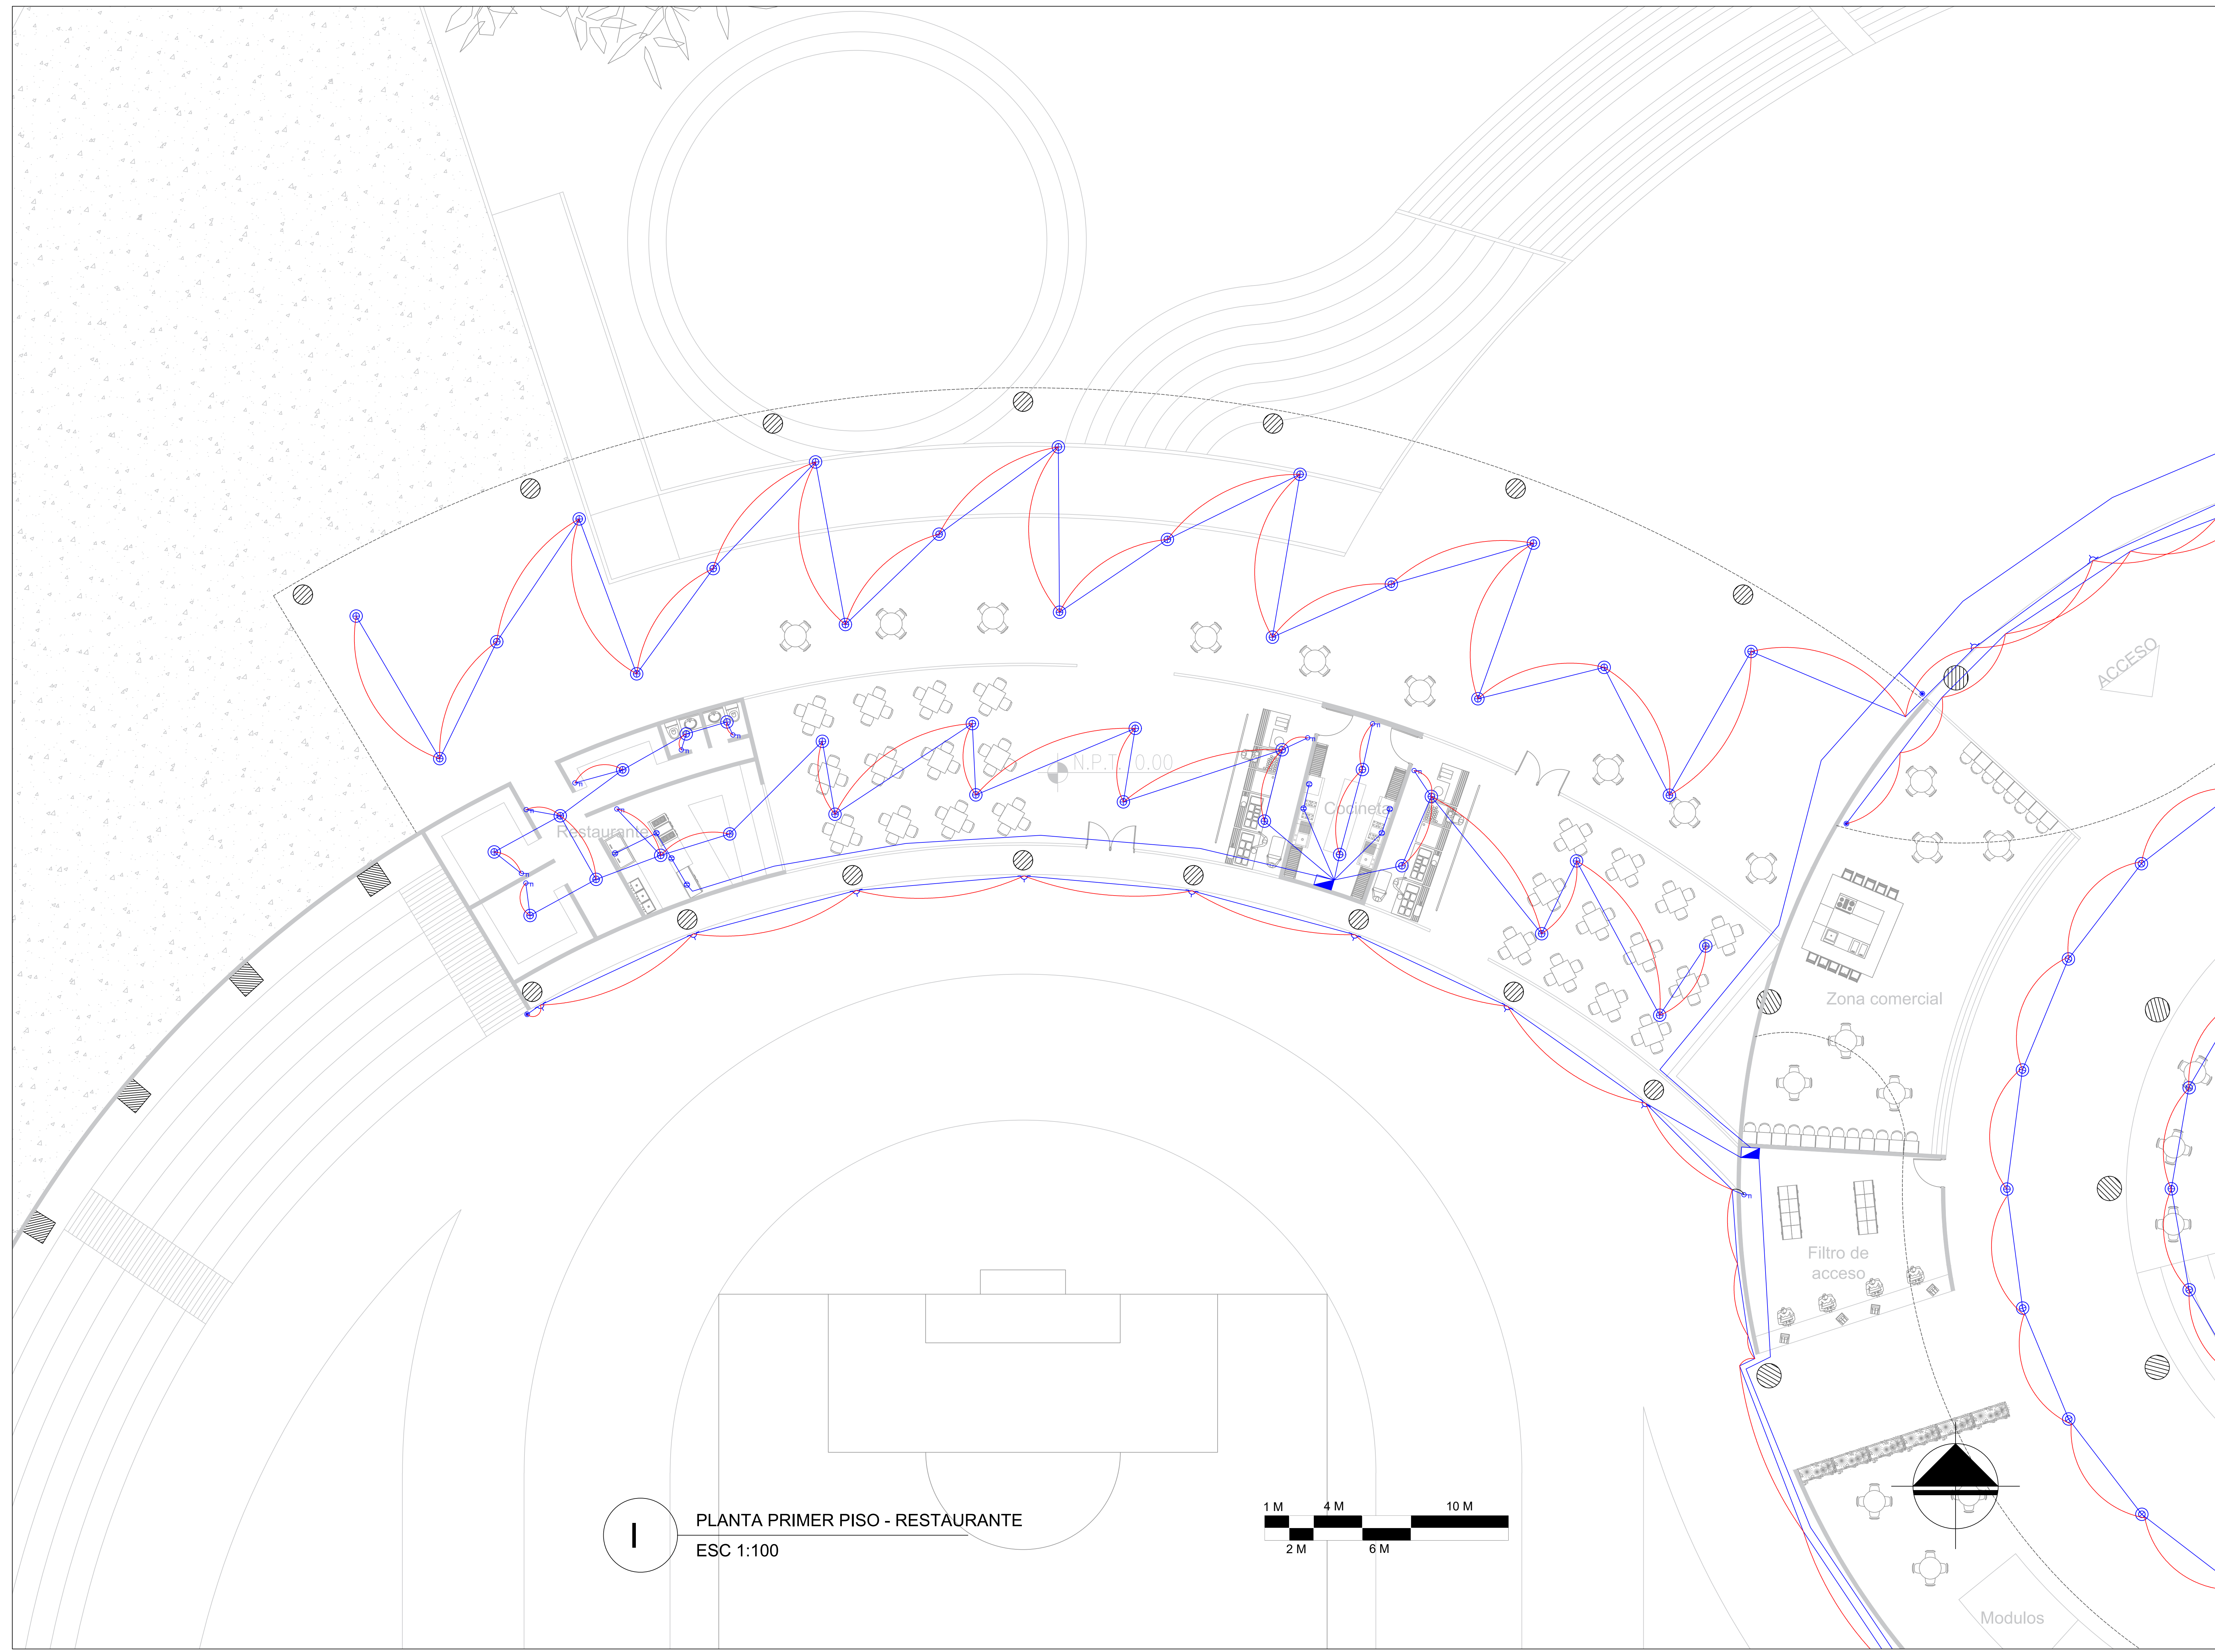 ACCESO
N.P.T. 0.00
Restaurante
Cocineta
Zona comercial
Filtro de
acceso
Modulos
I
PLANTA PRIMER PISO - RESTAURANTE
ESC 1:100
1 M 4 M 10 M
2 M 6 M